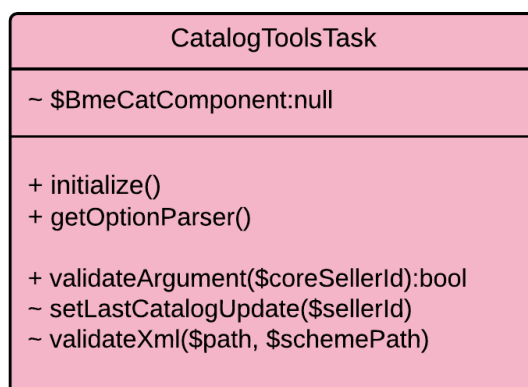 CatalogToolsTask
~ $BmeCatComponent:null
+ initialize()
+ getOptionParser()
+ validateArgument($coreSellerId):bool
~ setLastCatalogUpdate($sellerId)
~ validateXml($path, $schemePath)